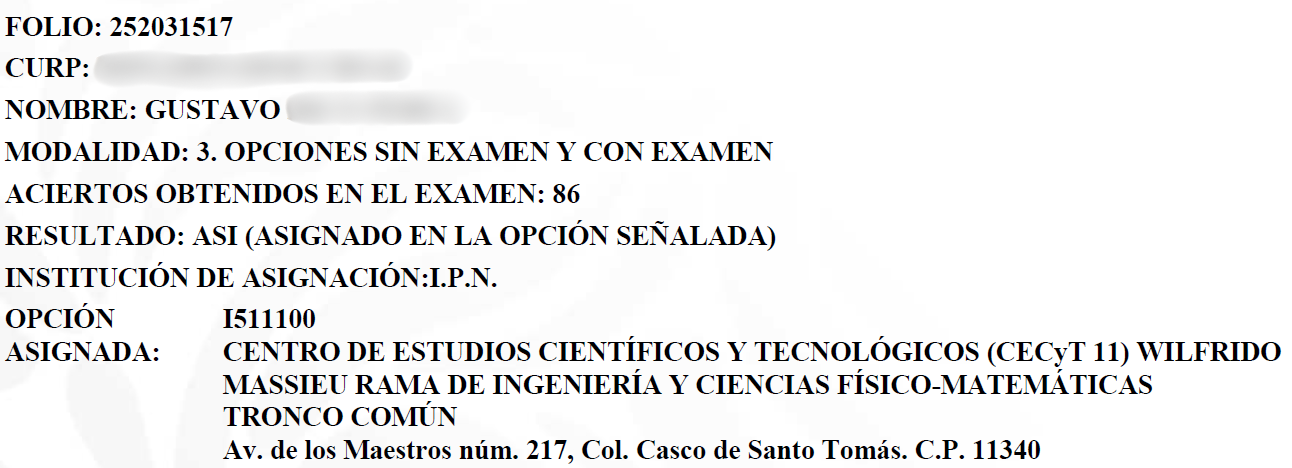 FOLIO: 252031517
CURP:
NOMBRE: GUSTAVO
MODALIDAD: 3. OPCIONES SIN EXAMEN Y CON EXAMEN
ACIERTOS OBTENIDOS EN EL EXAMEN: 86
RESULTADO: ASI (ASIGNADO EN LA OPCIÓN SEÑALADA)
INSTITUCIÓN DE ASIGNACIÓN:I.P.N.
OPCIÓN I511100
ASIGNADA: CENTRO DE ESTUDIOS CIENTÍFICOS Y TECNOLÓGICOS (CECyT 11) WILFRIDO
MASSIEU RAMA DE INGENIERÍA Y CIENCIAS FÍSICO-MATEMÁTICAS
TRONCO COMÚN
Av. de los Maestros núm. 217, Col. Casco de Santo Tomás. C.P. 11340